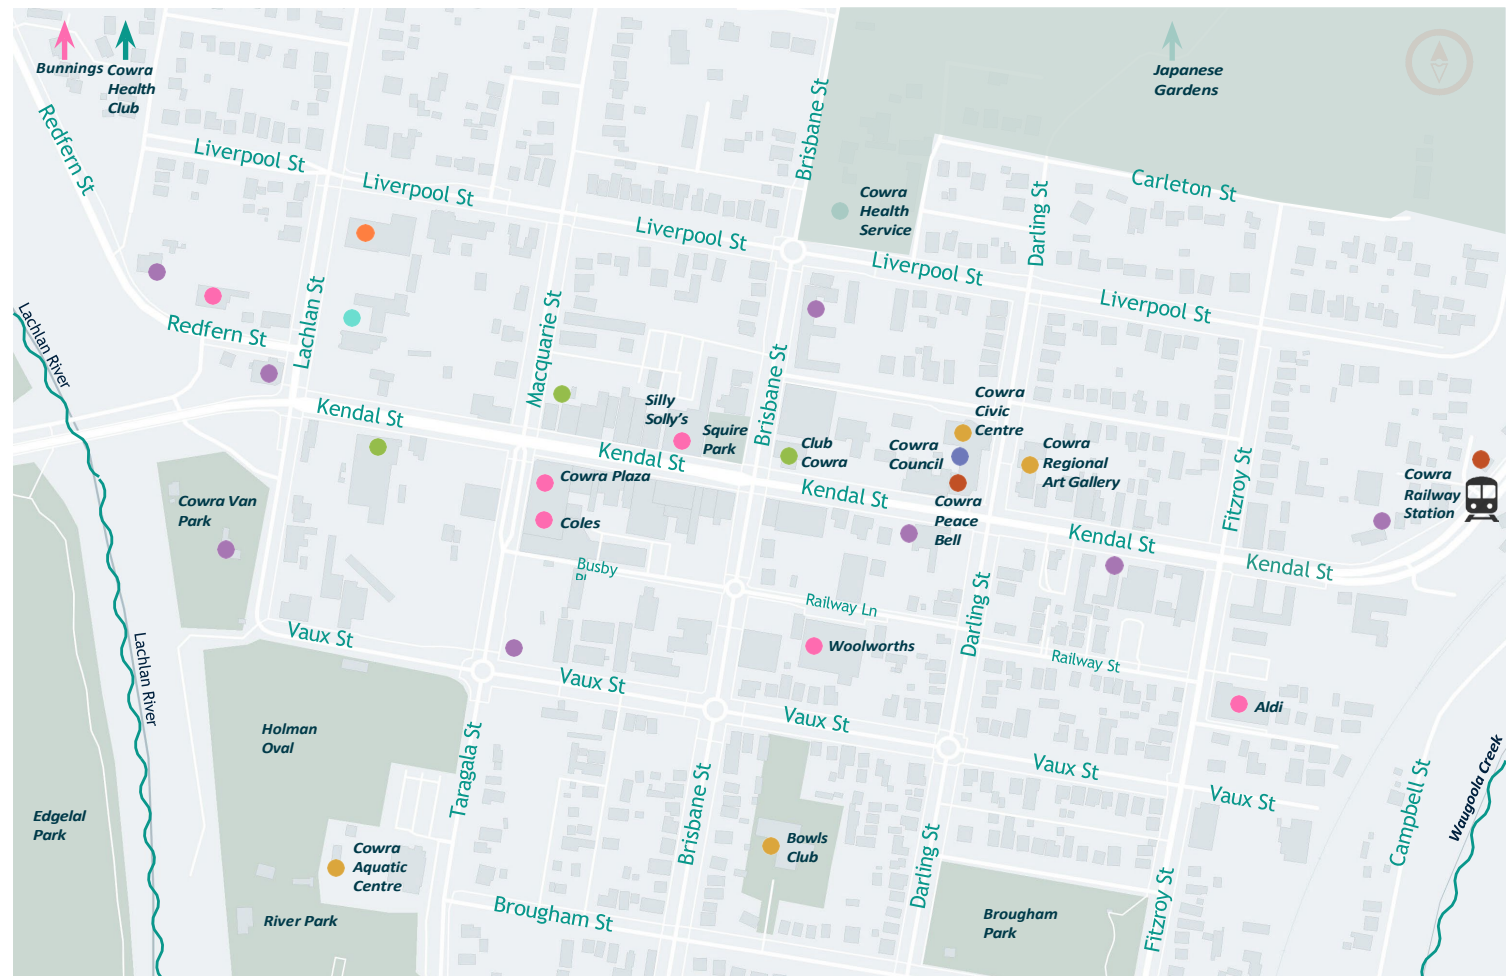 Bunnings
Cowra
Health
Club
Japanese
Gardens
Redfern St
Liverpool St
Liverpool St
Brisbane St
Cowra
Health
Service
Carleton St
Darling St
Liverpool St
Liverpool St
Liverpool St
Lachlan River
Redfern St
Lachlan St
Macquarie St
Brisbane St
Kendal St
Silly
Solly's
Squire
Park
Kendal St
Club
Cowra
Cowra
Civic
Centre
Cowra
Council
Cowra
Regional
Art Gallery
Cowra
Peace
Bell
Kendal St
Kendal St
Fitzroy St
Kendal St
Cowra
Railway
Station
Cowra Plaza
Coles
Cowra Van
Park
Busby
Railway Ln
Darling St
Railway St
Woolworths
Aldi
Lachlan River
Vaux St
Vaux St
Vaux St
Vaux St
Vaux St
Holman
Oval
Taragala St
Brisbane St
Edgelal
Park
Cowra
Aquatic
Centre
River Park
Bowls
Club
Brougham St
Darling St
Brougham
Park
Fitzroy St
Campbell St
Waugoola Creek